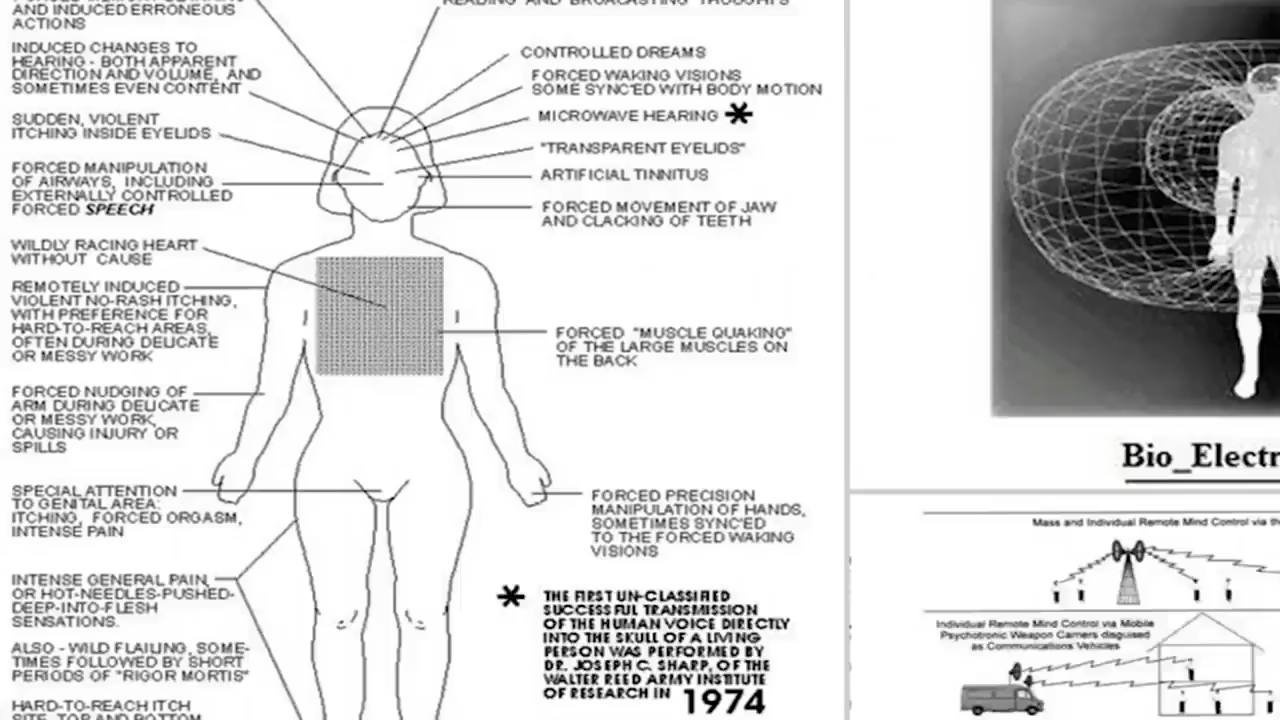 AND INDUCED ERRONEOUS
ACTIONS
INDUCED CHANGES TO
HEARING - BOTH APPARENT
DIRECTION AND VOLUME, AND
SOMETIMES EVEN CONTENT
SUDDEN, VIOLENT
ITCHING INSIDE EYELIDS
FORCED MANIPULATION
OF AIRWAYS, INCLUDING
EXTERNALLY CONTROLLED
FORCED SPEECH
WILDLY RACING HEART
WITHOUT CAUSE
REMOTELY INDUCED
VIOLENT NO-RASH ITCHING,
WITH PREFERENCE FOR
HARD-TO-REACH AREAS,
OFTEN DURING DELICATE
OR MESSY WORK
FORCED NUDGING OF
ARM DURING DELICATE
OR MESSY WORK,
CAUSING INJURY OR
SPILLS
SPECIAL ATTENTION
TO GENITAL AREA:
ITCHING, FORCED ORGASM,
INTENSE PAIN
INTENSE GENERAL PAIN,
OR HOT-NEEDLES-PUSHED-
DEEP-INTO-FLESH
SENSATIONS.
ALSO - WILD FLAILING, SOME-
TIMES FOLLOWED BY SHORT
PERIODS OF "RIGOR MORTIS"
HARD-TO-REACH ITCH
SITE, TOP AND BOTTOM
READING AND BROADCASTING THOUGHTS
CONTROLLED DREAMS
FORCED WAKING VISIONS
SOME SYNC'ED WITH BODY MOTION
MICROWAVE HEARING *
"TRANSPARENT EYELIDS"
ARTIFICIAL TINNITUS
FORCED MOVEMENT OF JAW
AND CLACKING OF TEETH
FORCED "MUSCLE QUAKING"
OF THE LARGE MUSCLES ON
THE BACK
FORCED PRECISION
MANIPULATION OF HANDS,
SOMETIMES SYNC'ED
TO THE FORCED WAKING
VISIONS
* THE FIRST UN-CLASSIFIED
SUCCESSFUL TRANSMISSION
OF THE HUMAN VOICE DIRECTLY
INTO THE SKULL OF A LIVING
PERSON WAS PERFORMED BY
DR. JOSEPH C. SHARP, OF THE
WALTER REED ARMY INSTITUTE
OF RESEARCH IN 1974
Bio_Electr
Mass and Individual Remote Mind Control via th
Individual Remote Mind Control via Mobile
Psychotronic Weapon Carriers disguised
as Communications Vehicles